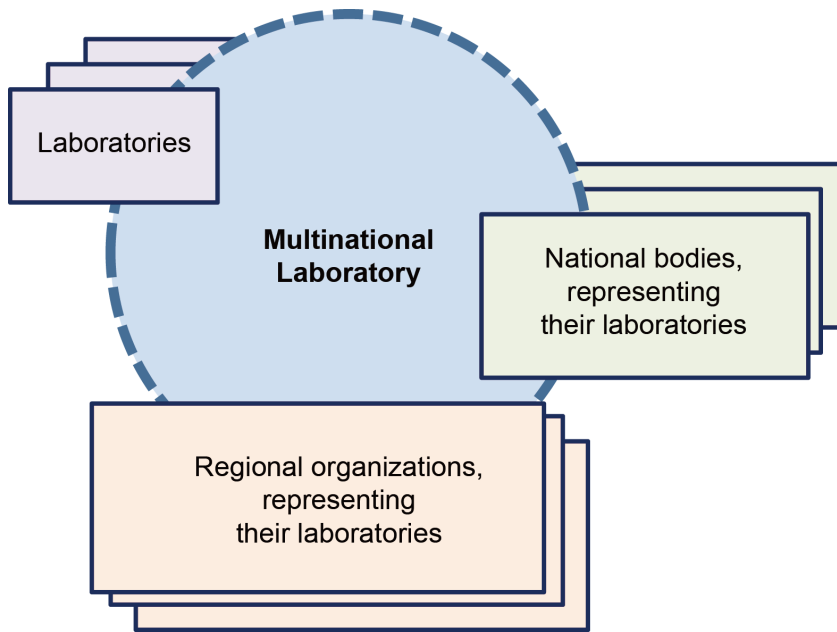 Laboratories
Multinational
Laboratory
National bodies,
representing
their laboratories
Regional organizations,
representing
their laboratories